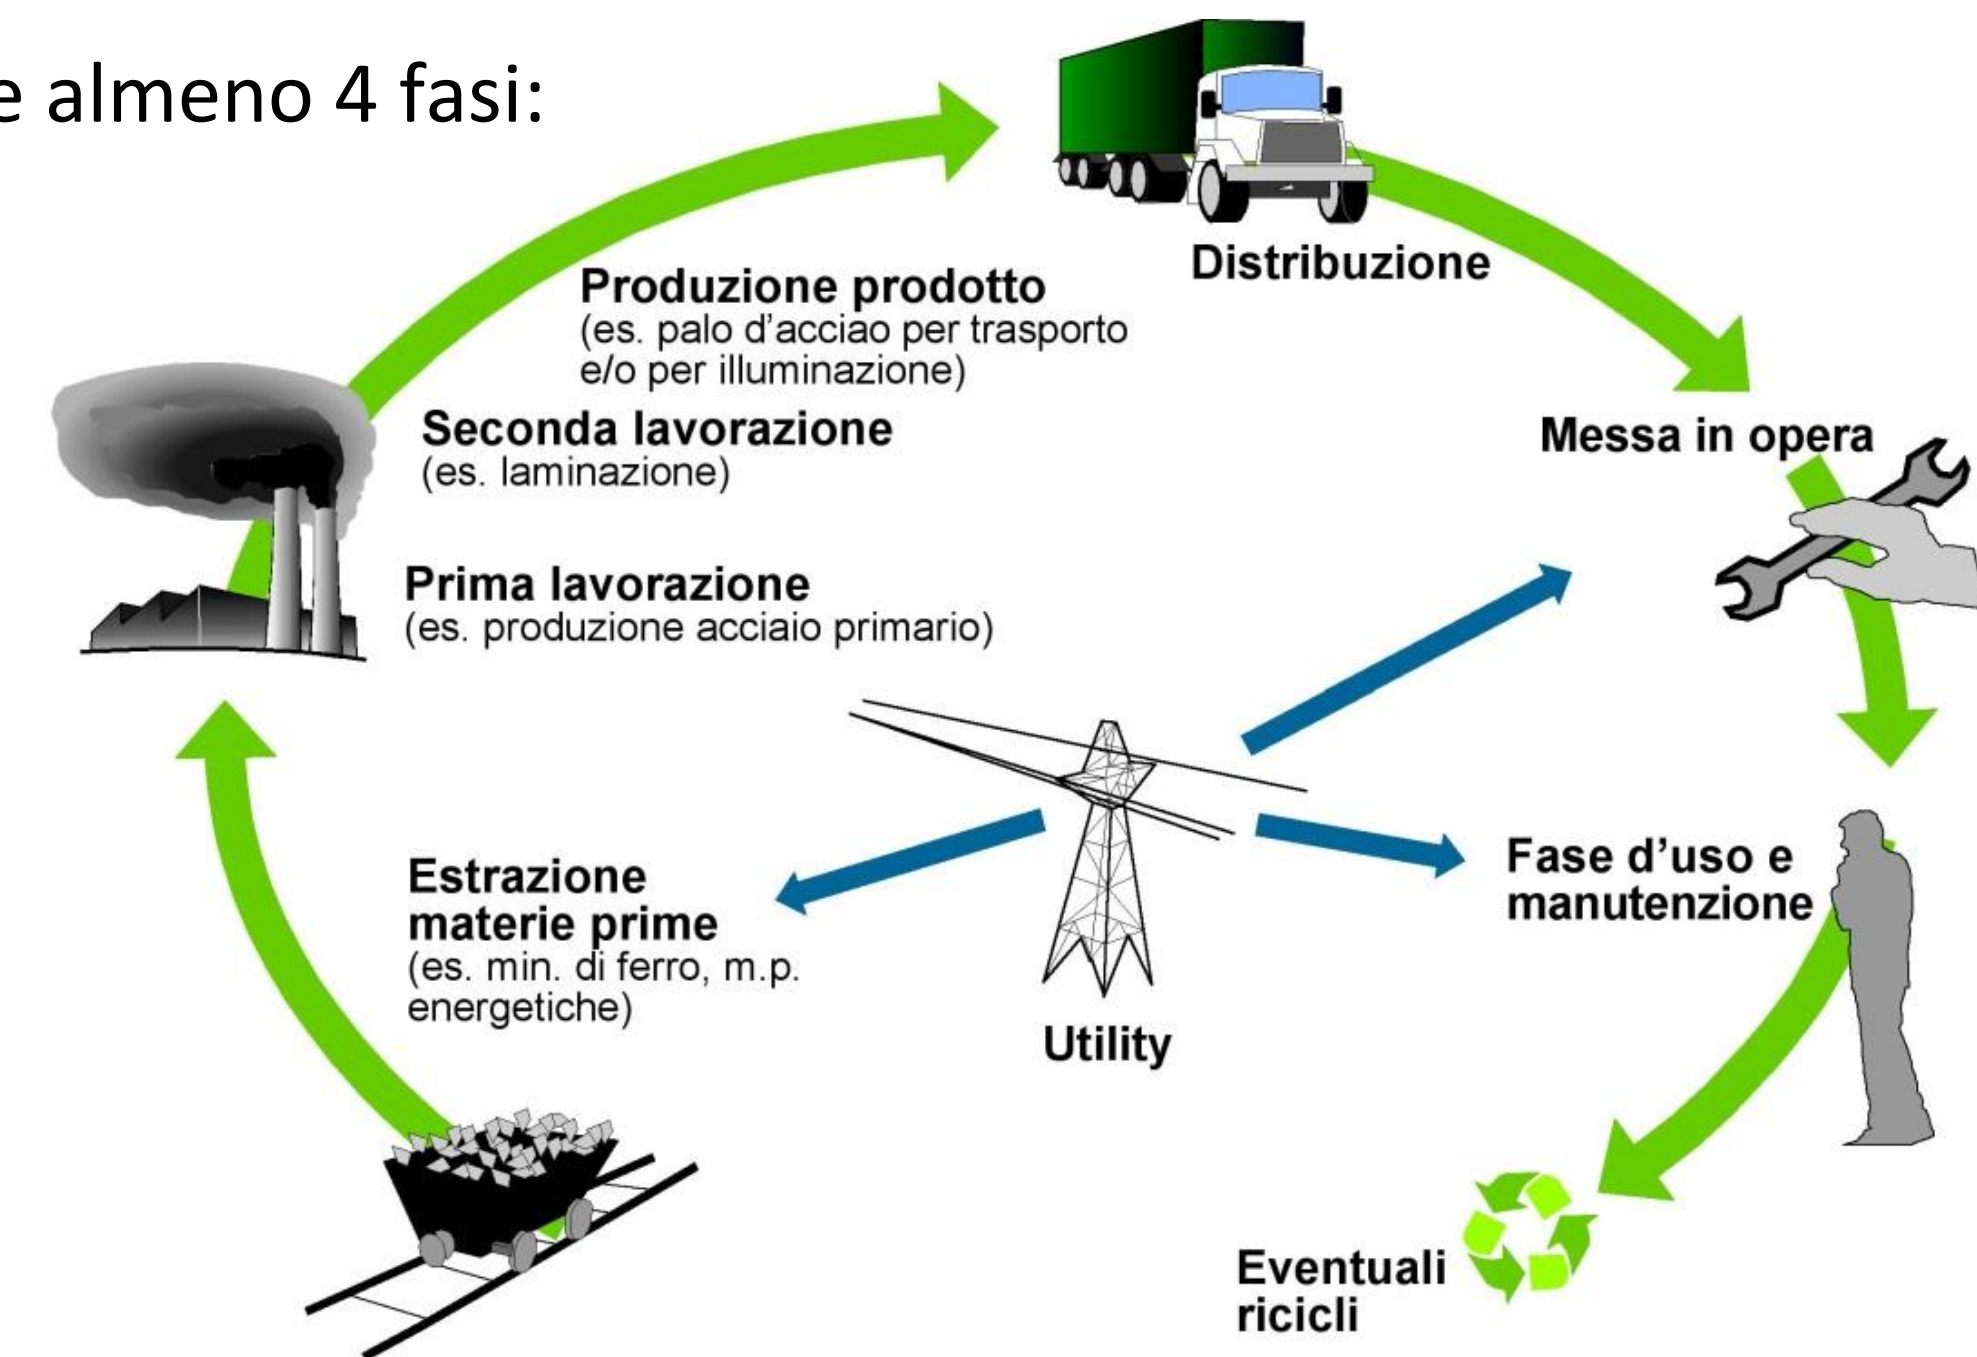 e almeno 4 fasi:
Distribuzione
Produzione prodotto
(es. palo d'acciao per trasporto
e/o per illuminazione)
Seconda lavorazione
(es. laminazione)
Messa in opera
Prima lavorazione
(es. produzione acciaio primario)
Estrazione
materie prime
(es. min. di ferro, m.p.
energetiche)
Utility
Fase d'uso e
manutenzione
Eventuali
ricicli